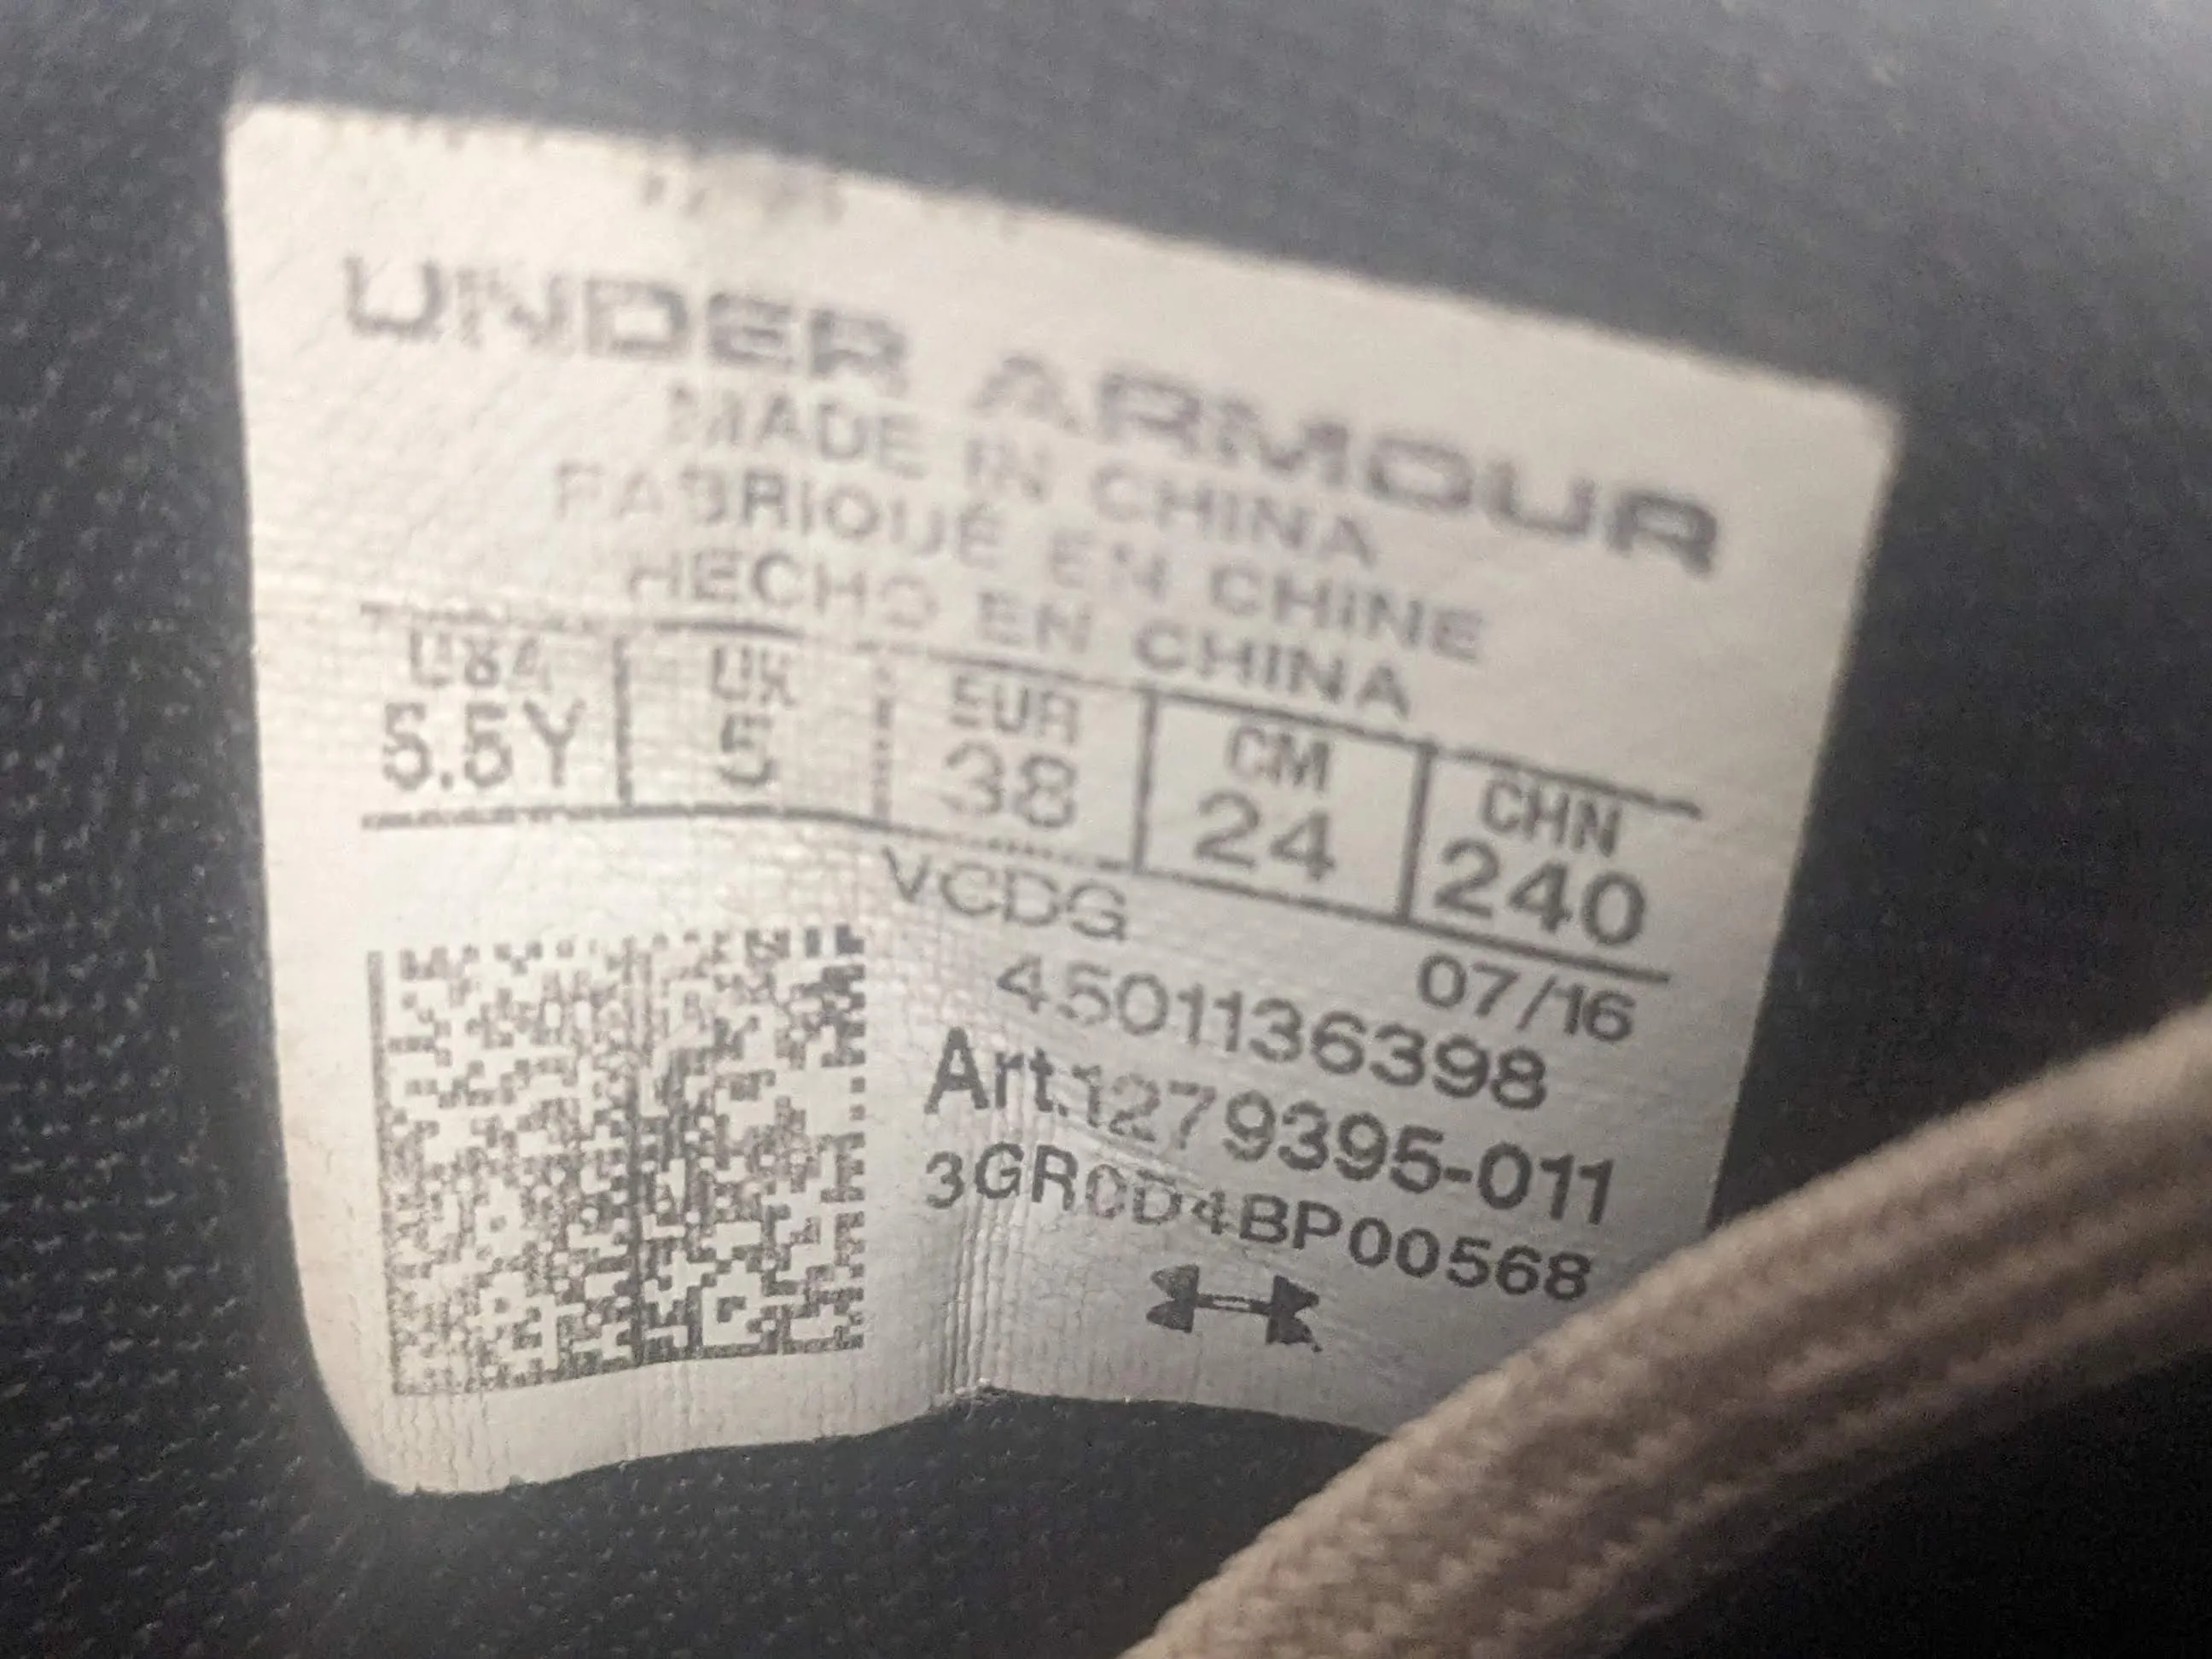 UNDER ARMOUR
MADE IN CHINA
FABRIQUÉ EN CHINE
HECHO EN CHINA
USA UK EUR CM CHN
5.5Y 5 38 24 240
VCDG 07/16
4501136398
Art.1279395-011
3GR0D4BP00568